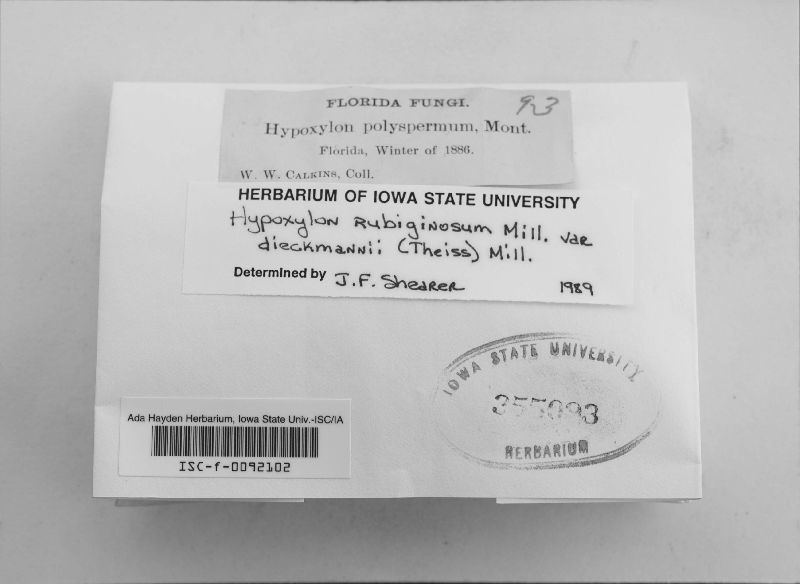 FLORIDA FUNGI. 93
Hypoxylon polyspermum, Mont.
Florida, Winter of 1886.
W. W. CALKINS, Coll.
HERBARIUM OF IOWA STATE UNIVERSITY
Hypoxylon rubiginosum Mill. var
dieckmannii (Theiss) Mill.
Determined by J.F. Shearer 1989
IOWA STATE UNIVERSITY
355093
HERBARIUM
Ada Hayden Herbarium, Iowa State Univ.-ISC/IA
ISC-f-0092102